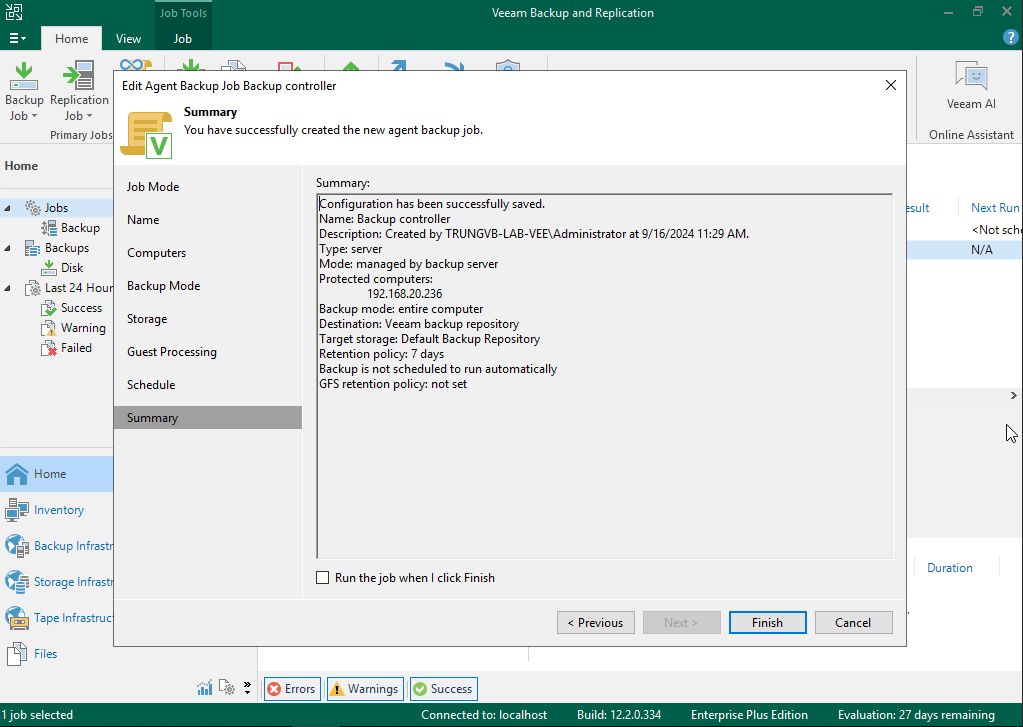 Job Tools
Veeam Backup and Replication
Home
View
Job
Backup
Job
Replication
Job
Primary Jobs
Veeam AI
Online Assistant
Home
Jobs
Backup
Backups
Disk
Last 24 Hour
Success
Warning
Failed
Home
Inventory
Backup Infrastr
Storage Infrastr
Tape Infrastruct
Files
Edit Agent Backup Job Backup controller
Summary
You have successfully created the new agent backup job.
Job Mode
Name
Computers
Backup Mode
Storage
Guest Processing
Schedule
Summary
Summary:
Configuration has been successfully saved.
Name: Backup controller
Description: Created by TRUNGVB-LAB-VEE\Administrator at 9/16/2024 11:29 AM.
Type: server
Mode: managed by backup server
Protected computers:
192.168.20.236
Backup mode: entire computer
Destination: Veeam backup repository
Target storage: Default Backup Repository
Retention policy: 7 days
Backup is not scheduled to run automatically
GFS retention policy: not set
Run the job when I click Finish
< Previous
Next >
Finish
Cancel
esult
Next Run
<Not sche
N/A
Duration
Errors
Warnings
Success
1 job selected
Connected to: localhost
Build: 12.2.0.334
Enterprise Plus Edition
Evaluation: 27 days remaining